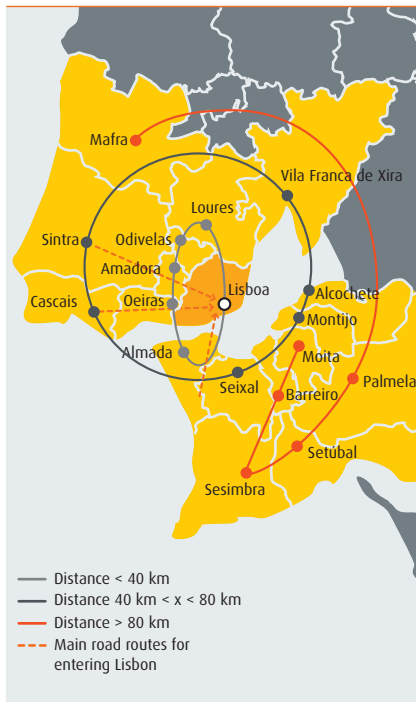 Mafra
Vila Franca de Xira
Loures
Sintra
Odivelas
Amadora
Lisboa
Alcochete
Cascais
Oeiras
Montijo
Almada
Moita
Seixal
Palmela
Barreiro
Setúbal
Sesimbra
Distance < 40 km
Distance 40 km < x < 80 km
Distance > 80 km
Main road routes for
entering Lisbon